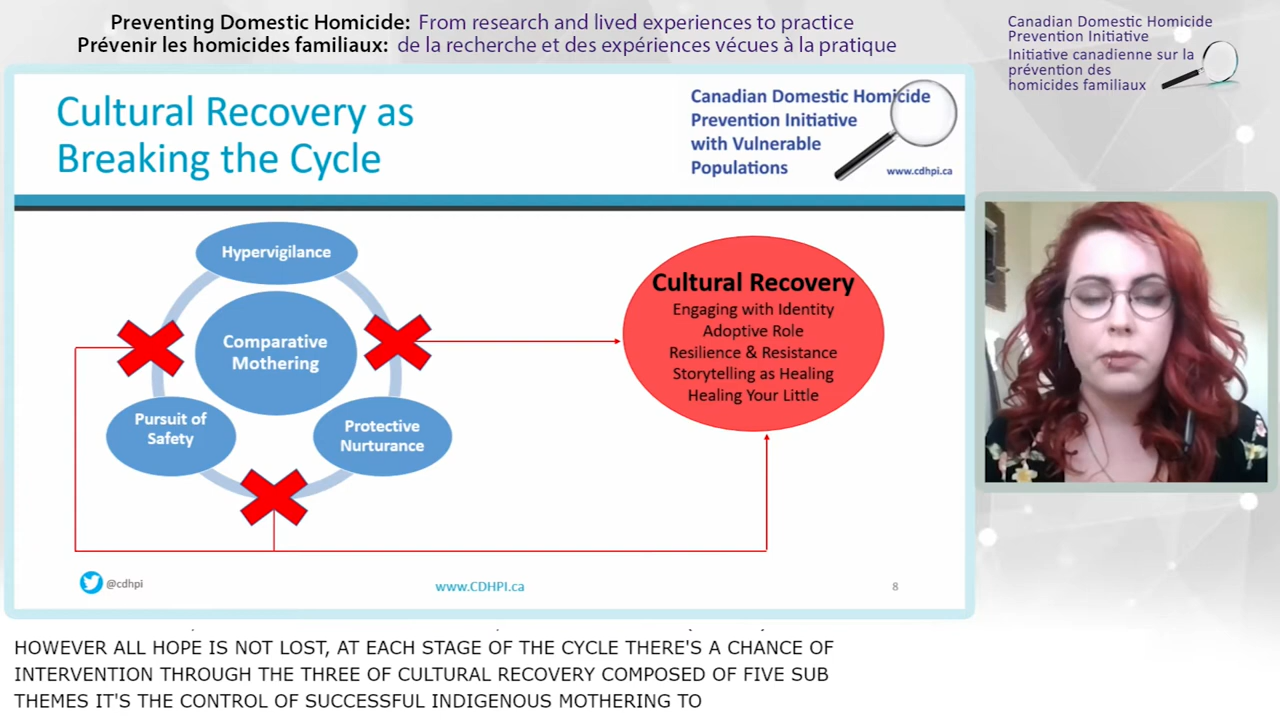 Preventing Domestic Homicide: From research and lived experiences to practice
Prévenir les homicides familiaux: de la recherche et des expériences vécues à la pratique
Canadian Domestic Homicide
Prevention Initiative
Initiative canadienne sur la
prévention des
homicides familiaux
Cultural Recovery as
Breaking the Cycle
Canadian Domestic Homicide
Prevention Initiative
with Vulnerable
Populations
www.cdhpi.ca
Hypervigilance
Comparative
Mothering
Pursuit of
Safety
Protective
Nurturance
Cultural Recovery
Engaging with Identity
Adoptive Role
Resilience & Resistance
Storytelling as Healing
Healing Your Little
@cdhpi
www.CDHPI.ca
8
HOWEVER ALL HOPE IS NOT LOST, AT EACH STAGE OF THE CYCLE THERE'S A CHANCE OF
INTERVENTION THROUGH THE THREE OF CULTURAL RECOVERY COMPOSED OF FIVE SUB
THEMES IT'S THE CONTROL OF SUCCESSFUL INDIGENOUS MOTHERING TO